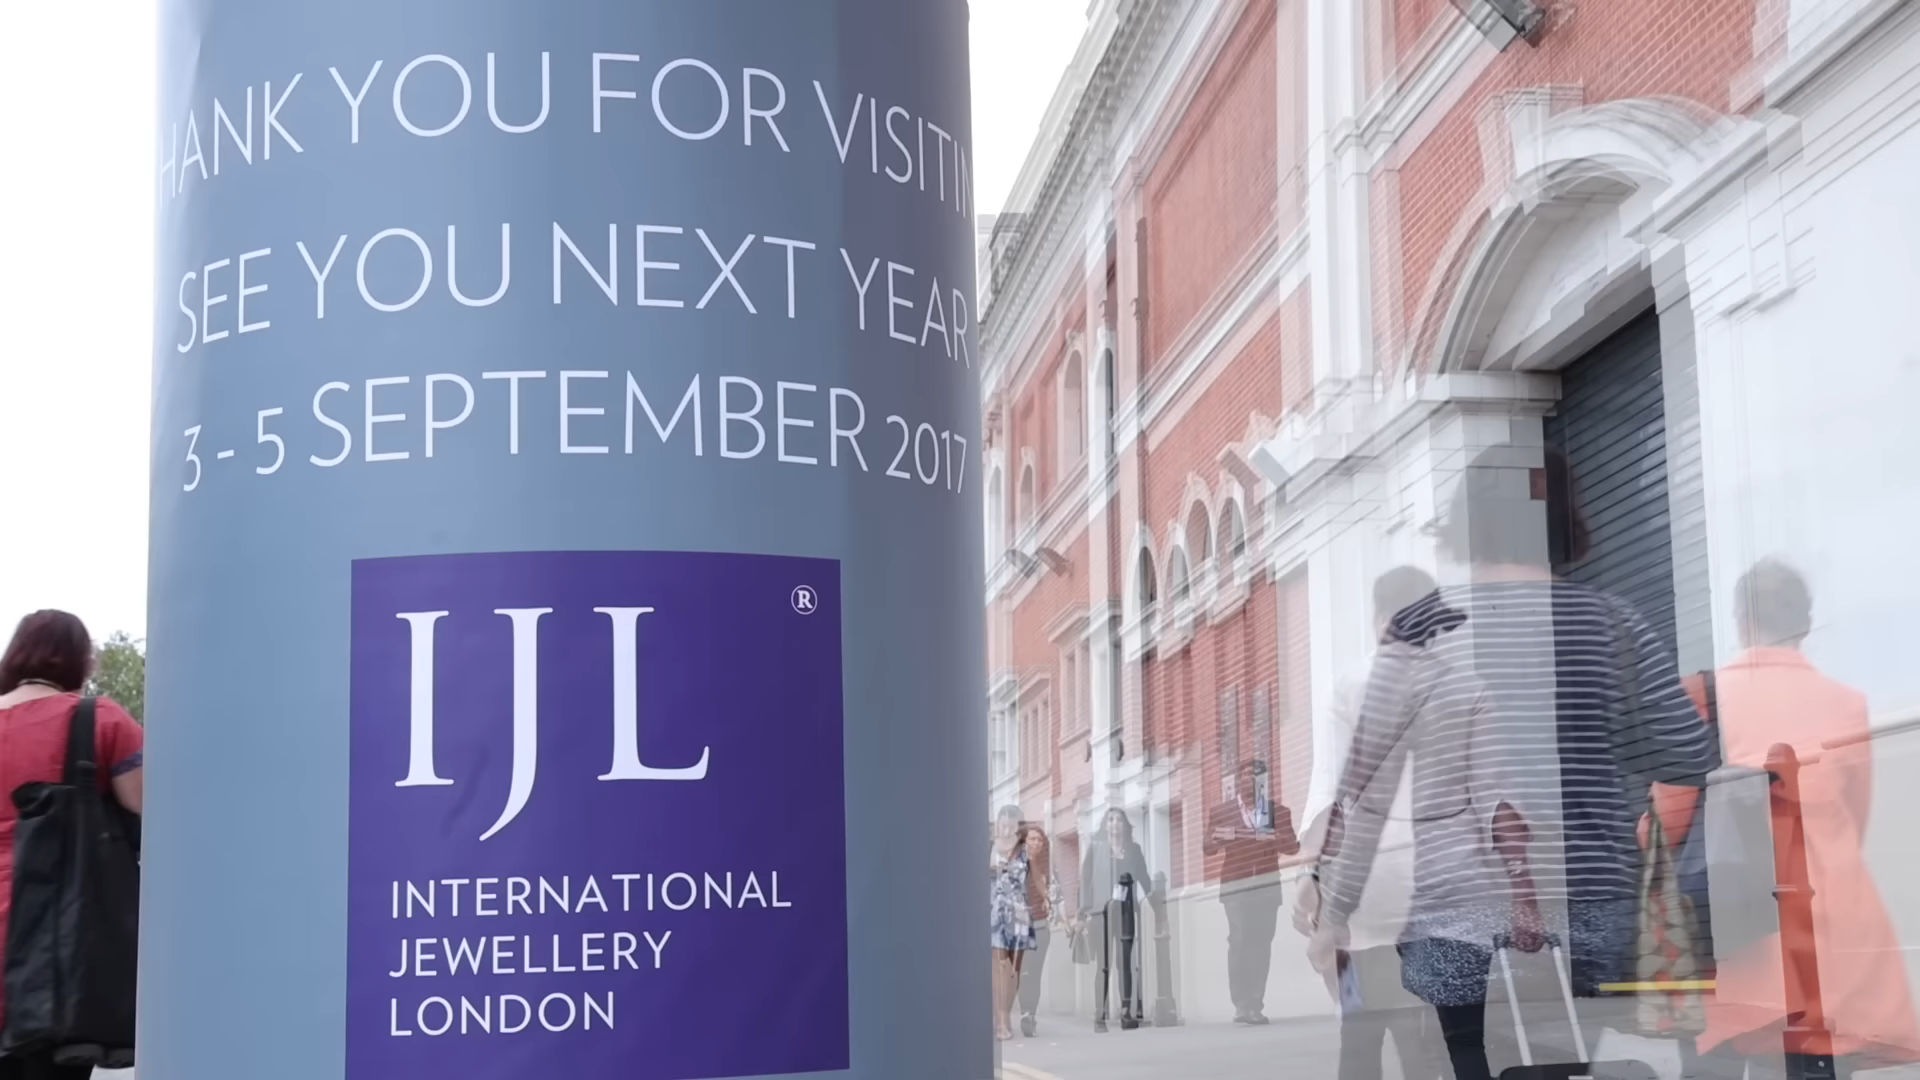 HANK YOU FOR VISITIN
SEE YOU NEXT YEAR
3 - 5 SEPTEMBER 2017
IJL®
INTERNATIONAL
JEWELLERY
LONDON